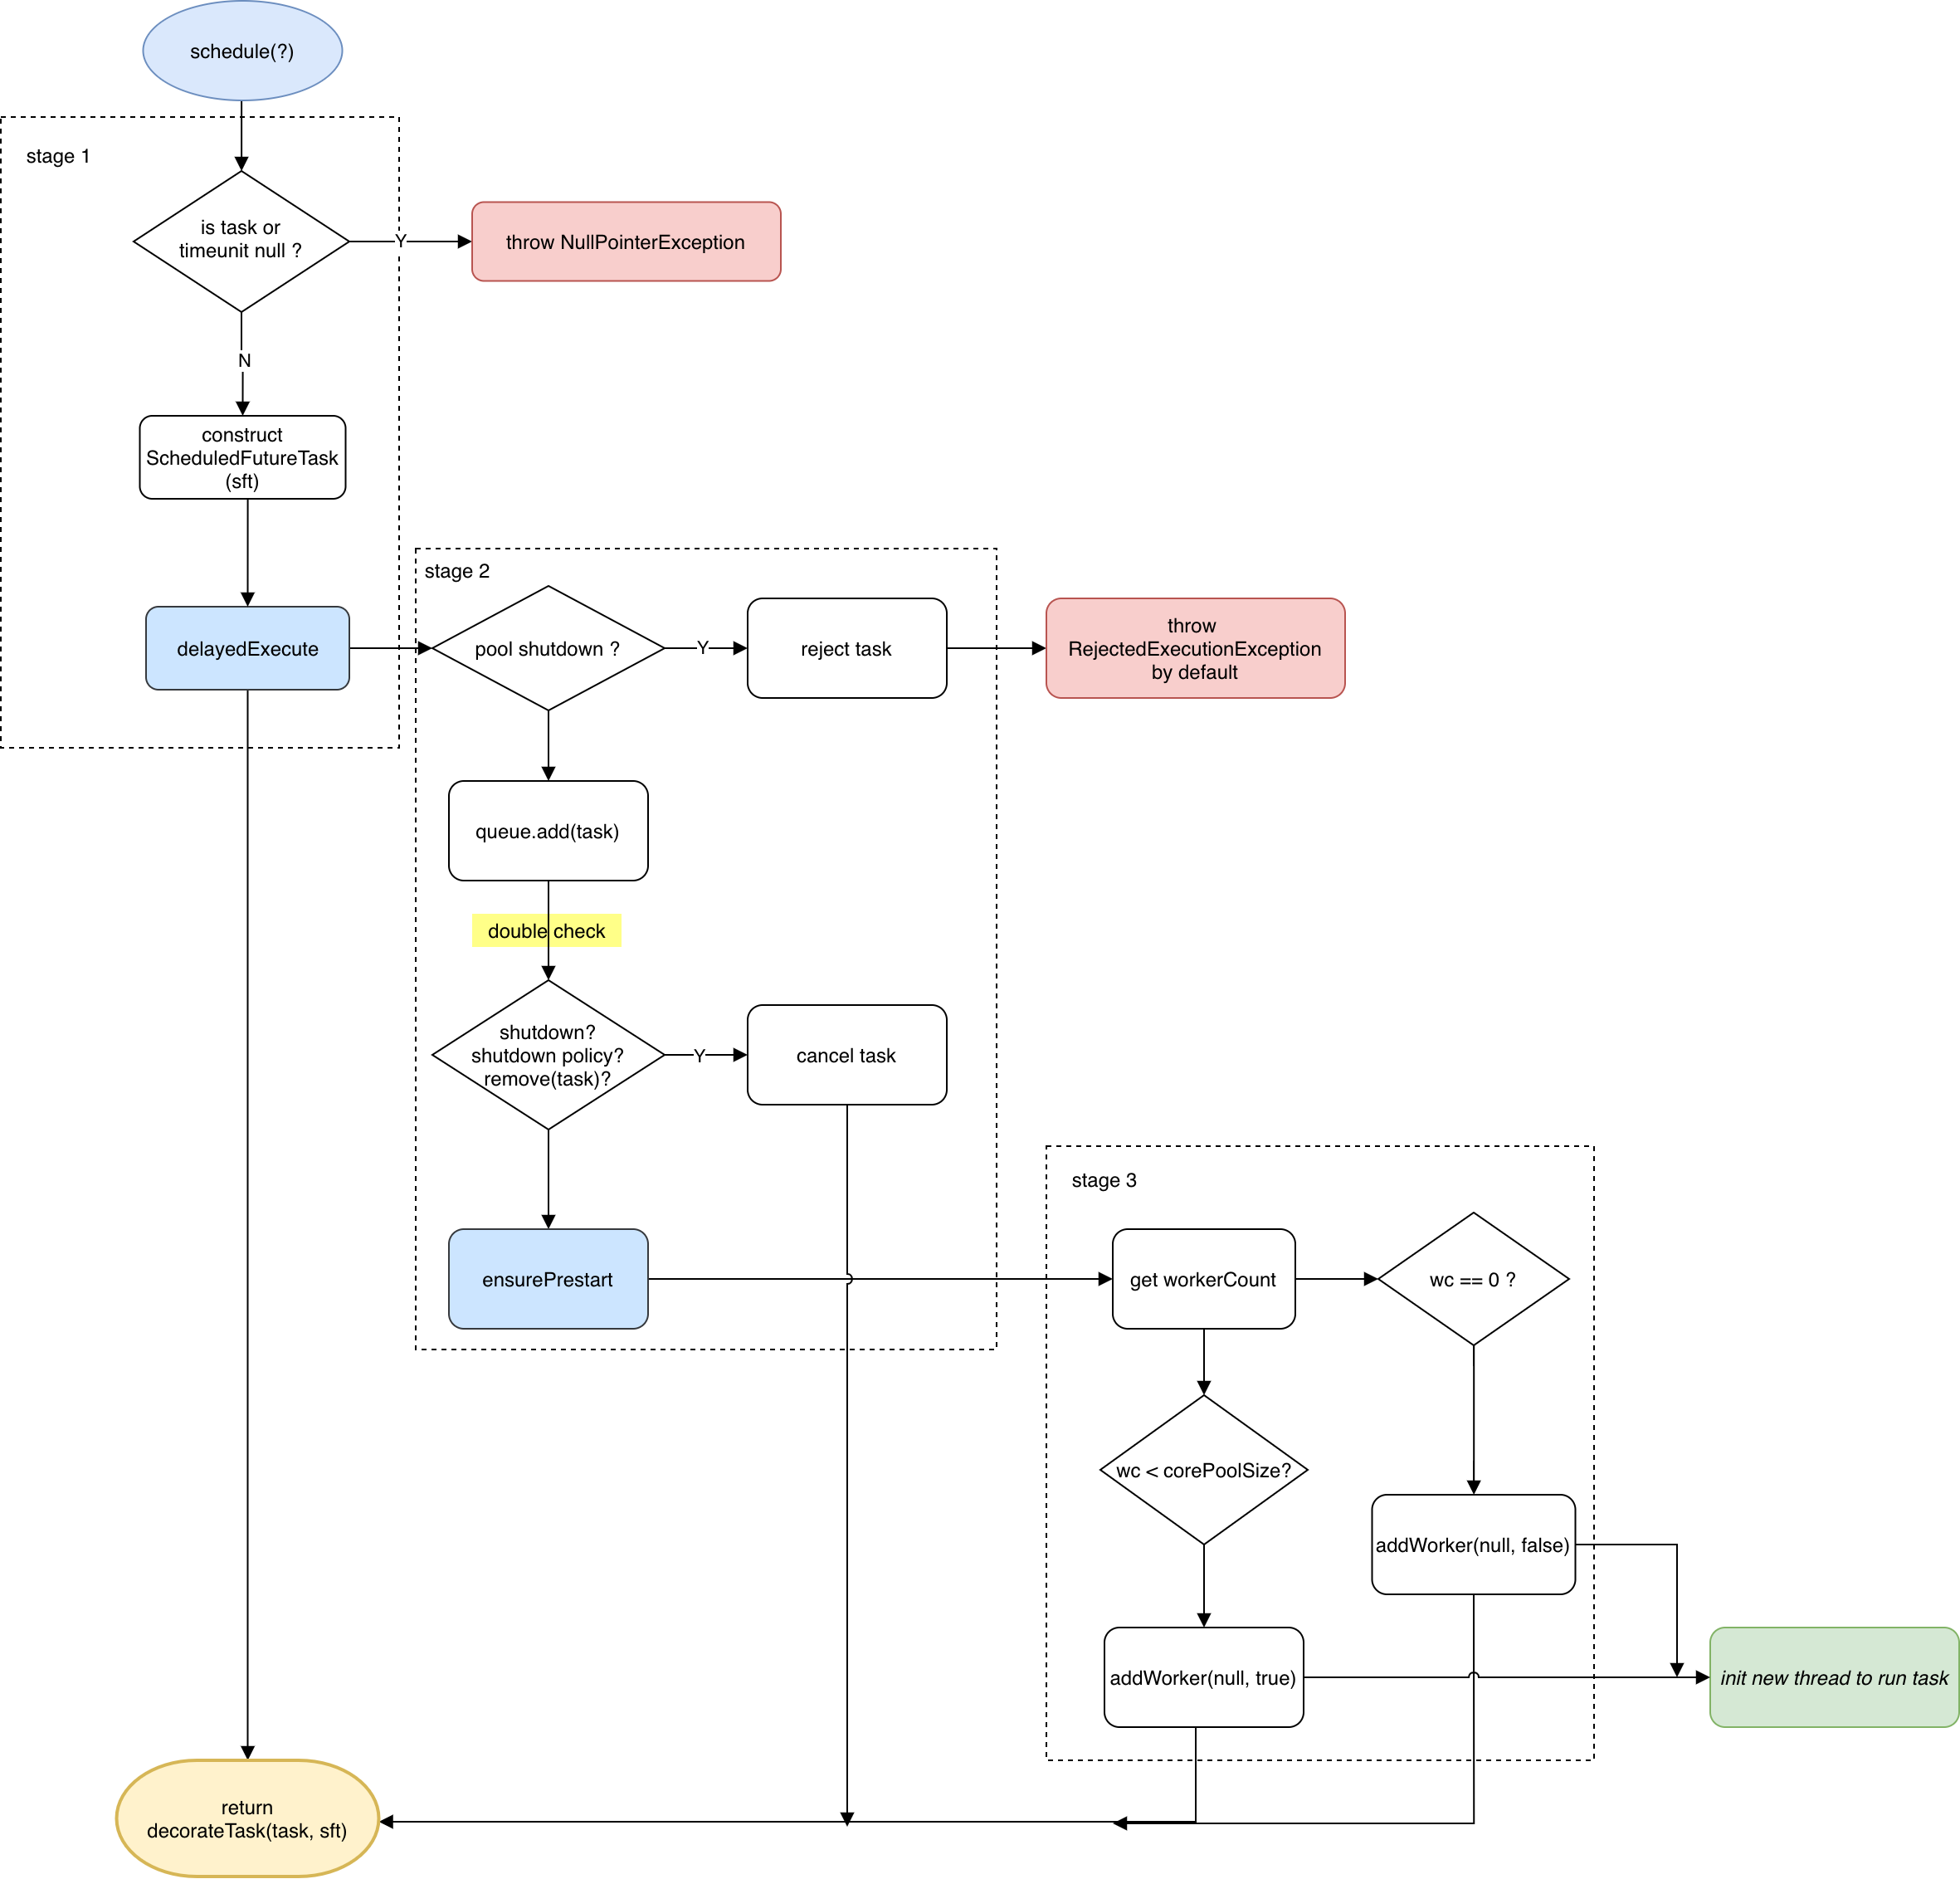 schedule(?)
stage 1
is task or
timeunit null ?
Y
throw NullPointerException
N
construct
ScheduledFutureTask
(sft)
delayedExecute
stage 2
pool shutdown ?
Y
reject task
throw
RejectedExecutionException
by default
queue.add(task)
double check
shutdown?
shutdown policy?
remove(task)?
Y
cancel task
ensurePrestart
stage 3
get workerCount
wc == 0 ?
wc < corePoolSize?
addWorker(null, false)
addWorker(null, true)
init new thread to run task
return
decorateTask(task, sft)